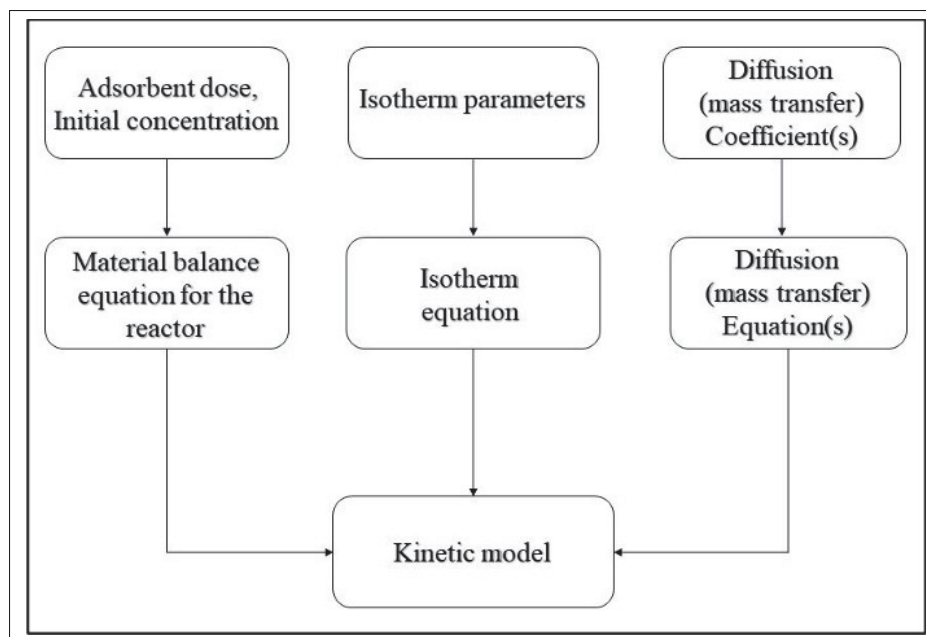 Adsorbent dose,
Initial concentration
Isotherm parameters
Diffusion
(mass transfer)
Coefficient(s)
Material balance
equation for the
reactor
Isotherm
equation
Diffusion
(mass transfer)
Equation(s)
Kinetic model